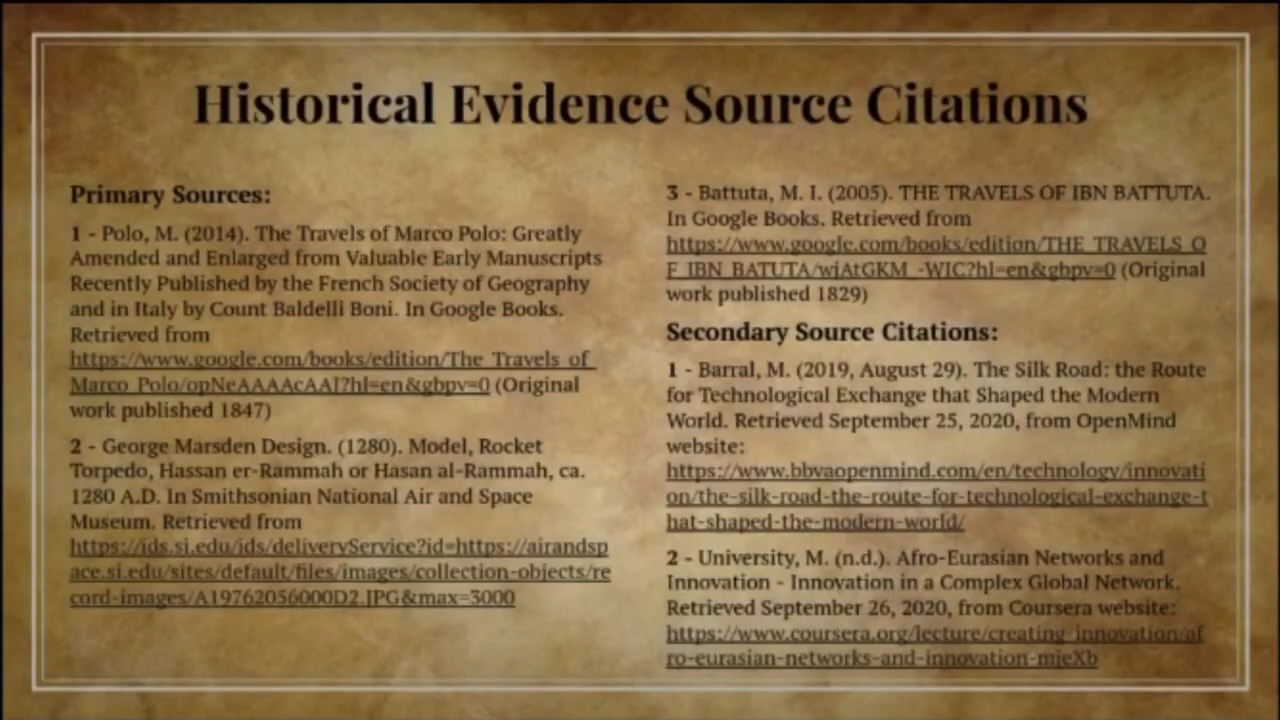 Historical Evidence Source Citations
Primary Sources:
1 - Polo, M. (2014). The Travels of Marco Polo: Greatly
Amended and Enlarged from Valuable Early Manuscripts
Recently Published by the French Society of Geography
and in Italy by Count Baldelli Boni. In Google Books.
Retrieved from
https://www.google.com/books/edition/The_Travels_of_
Marco_Polo/opNeAAAAcAAJ?hl=en&gbpv=0 (Original
work published 1847)
2 - George Marsden Design. (1280). Model, Rocket
Torpedo, Hassan er-Rammah or Hasan al-Rammah, ca.
1280 A.D. In Smithsonian National Air and Space
Museum. Retrieved from
https://ids.si.edu/ids/deliveryService?id=https://airandsp
ace.si.edu/sites/default/files/images/collection-objects/re
cord-images/A19762056000D2.JPG&max=3000
3 - Battuta, M. I. (2005). THE TRAVELS OF IBN BATTUTA.
In Google Books. Retrieved from
https://www.google.com/books/edition/THE_TRAVELS_O
F_IBN_BATUTA/wjAtGKM_-WIC?hl=en&gbpv=0 (Original
work published 1829)
Secondary Source Citations:
1 - Barral, M. (2019, August 29). The Silk Road: the Route
for Technological Exchange that Shaped the Modern
World. Retrieved September 25, 2020, from OpenMind
website:
https://www.bbvaopenmind.com/en/technology/innovati
on/the-silk-road-the-route-for-technological-exchange-t
hat-shaped-the-modern-world/
2 - University, M. (n.d.). Afro-Eurasian Networks and
Innovation - Innovation in a Complex Global Network.
Retrieved September 26, 2020, from Coursera website:
https://www.coursera.org/lecture/creating-innovation/af
ro-eurasian-networks-and-innovation-mjeXb